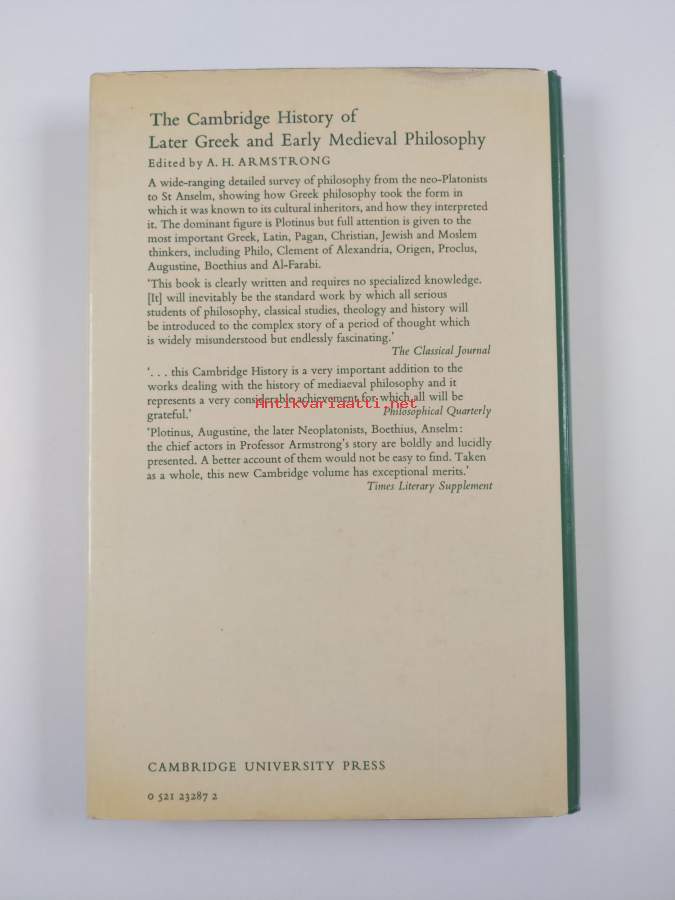 The Cambridge History of
Later Greek and Early Medieval Philosophy
Edited by A. H. ARMSTRONG
A wide-ranging detailed survey of philosophy from the neo-Platonists
to St Anselm, showing how Greek philosophy took the form in
which it was known to its cultural inheritors, and how they interpreted
it. The dominant figure is Plotinus but full attention is given to the
most important Greek, Latin, Pagan, Christian, Jewish and Moslem
thinkers, including Philo, Clement of Alexandria, Origen, Proclus,
Augustine, Boethius and Al-Farabi.
'This book is clearly written and requires no specialized knowledge.
[It] will inevitably be the standard work by which all serious
students of philosophy, classical studies, theology and history will
be introduced to the complex story of a period of thought which
is widely misunderstood but endlessly fascinating.'
The Classical Journal
'. . . this Cambridge History is a very important addition to the
works dealing with the history of mediaeval philosophy and it
represents a very considerable achievement for which all will be
Antikvariaatti.net
grateful.' Philosophical Quarterly
'Plotinus, Augustine, the later Neoplatonists, Boethius, Anselm:
the chief actors in Professor Armstrong's story are boldly and lucidly
presented. A better account of them would not be easy to find. Taken
as a whole, this new Cambridge volume has exceptional merits.'
Times Literary Supplement
CAMBRIDGE UNIVERSITY PRESS
0 521 23287 2